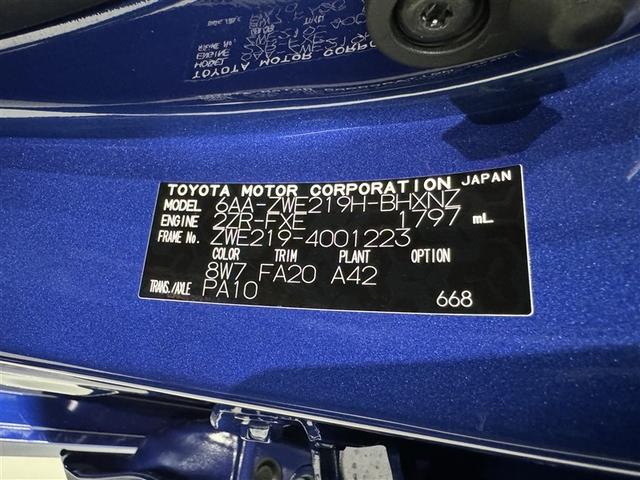 TOYOTA MOTOR CORPORATION JAPAN
MODEL 6AA-ZWE219H-BHXNZ
ENGINE 2ZR-FXE 1797 mL
FRAME No. ZWE219-4001223
COLOR TRIM PLANT OPTION
8W7 FA20 A42
TRANS./AXLE PA10
668